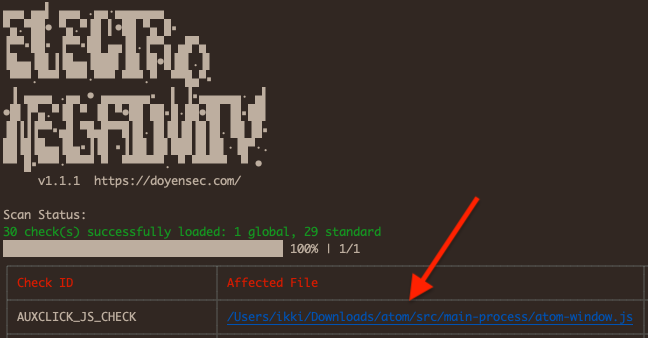 ELECTRO
NEGATIVITY
v1.1.1 https://doyensec.com/
Scan Status:
30 check(s) successfully loaded: 1 global, 29 standard
100% | 1/1
Check ID
Affected File
AUXCLICK_JS_CHECK
/Users/ikki/Downloads/atom/src/main-process/atom-window.js